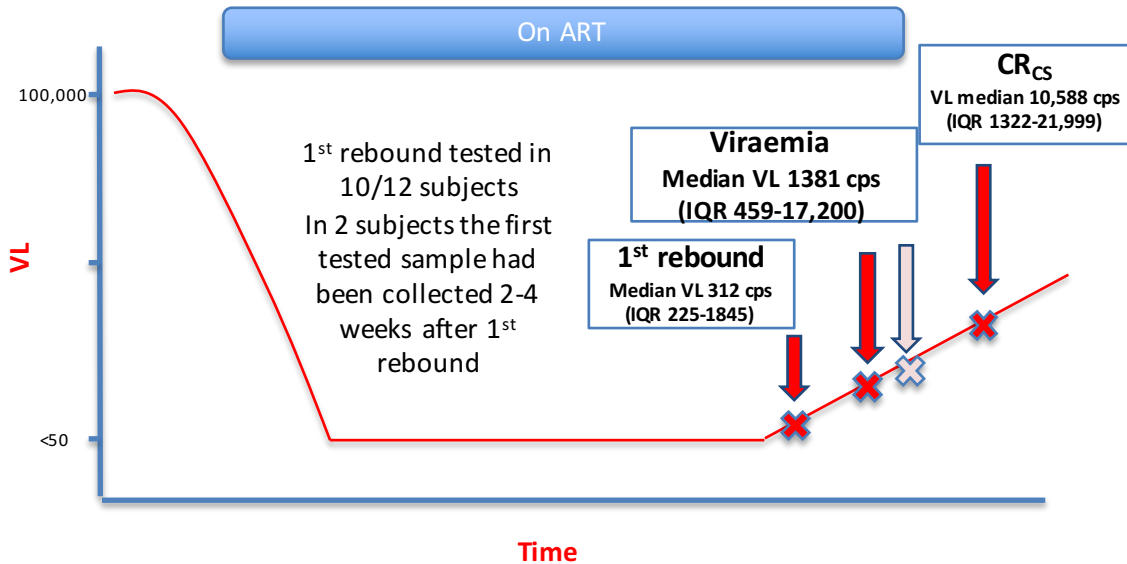 On ART
CR_CS
VL median 10,588 cps
(IQR 1322-21,999)
100,000
1st rebound tested in
10/12 subjects
In 2 subjects the first
tested sample had
been collected 2-4
weeks after 1st
rebound
Viraemia
Median VL 1381 cps
(IQR 459-17,200)
1st rebound
Median VL 312 cps
(IQR 225-1845)
VL
<50
Time